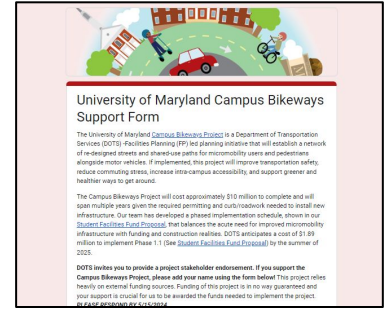 University of Maryland Campus Bikeways
Support Form
The University of Maryland Campus Bikeways Project is a Department of Transportation
Services (DOTS) -Facilities Planning (FP) led planning initiative that will establish a network
of re-designed streets and shared-use paths for micromobility users and pedestrians
alongside motor vehicles. If implemented, this project will improve transportation safety,
reduce commuting stress, increase intra-campus accessibility, and support greener and
healthier ways to get around.
The Campus Bikeways Project will cost approximately $10 million to complete and will
span multiple years given the required permitting and curb/roadwork needed to install new
infrastructure. Our team has developed a phased implementation schedule, shown in our
Student Facilities Fund Proposal, that balances the acute need for improved micromobility
infrastructure with funding and construction realities. DOTS anticipates a cost of $1.89
million to implement Phase 1.1 (See Student Facilities Fund Proposal) by the summer of
2025.
DOTS invites you to provide a project stakeholder endorsement. If you support the
Campus Bikeways Project, please add your name using the form below! This project relies
heavily on external funding sources. Funding of this project is in no way guaranteed and
your support is crucial for us to be awarded the funds needed to implement the project.
PLEASE RESPOND BY 5/15/2024.